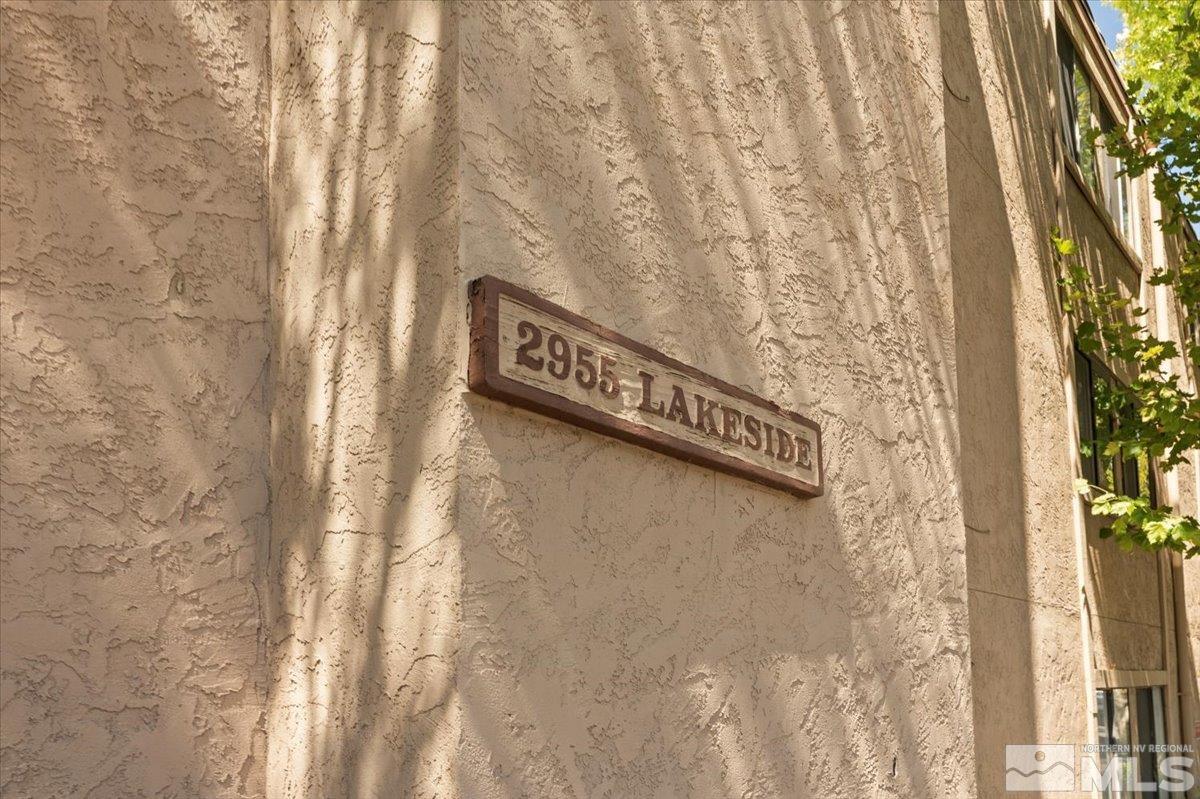 2955 LAKESIDE
NORTHERN NV REGIONAL
MLS